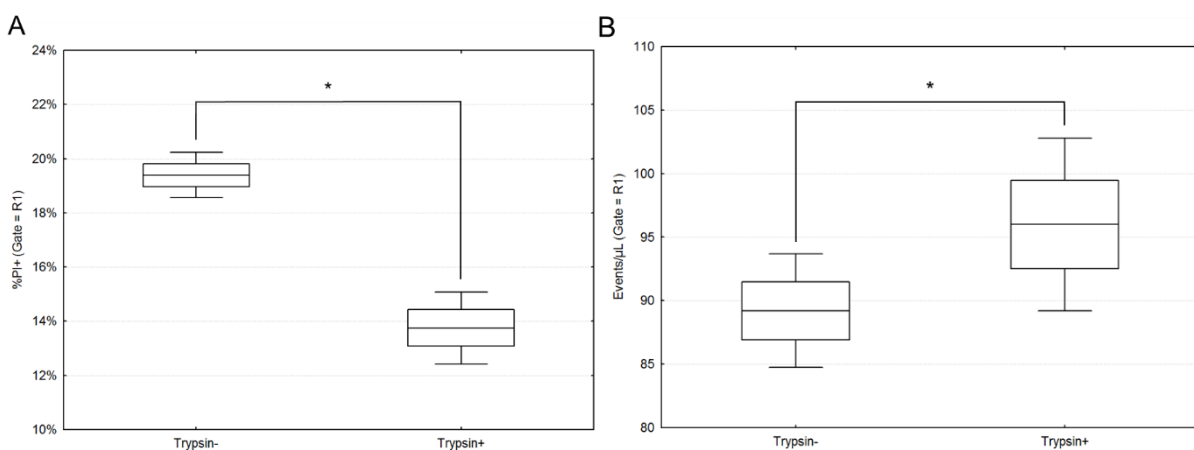 A
24%
22%
20%
18%
16%
14%
12%
10%
%PI+ (Gate = R1)
*
Trypsin-
Trypsin+
B
110
105
100
95
90
85
80
Events/µL (Gate = R1)
*
Trypsin-
Trypsin+